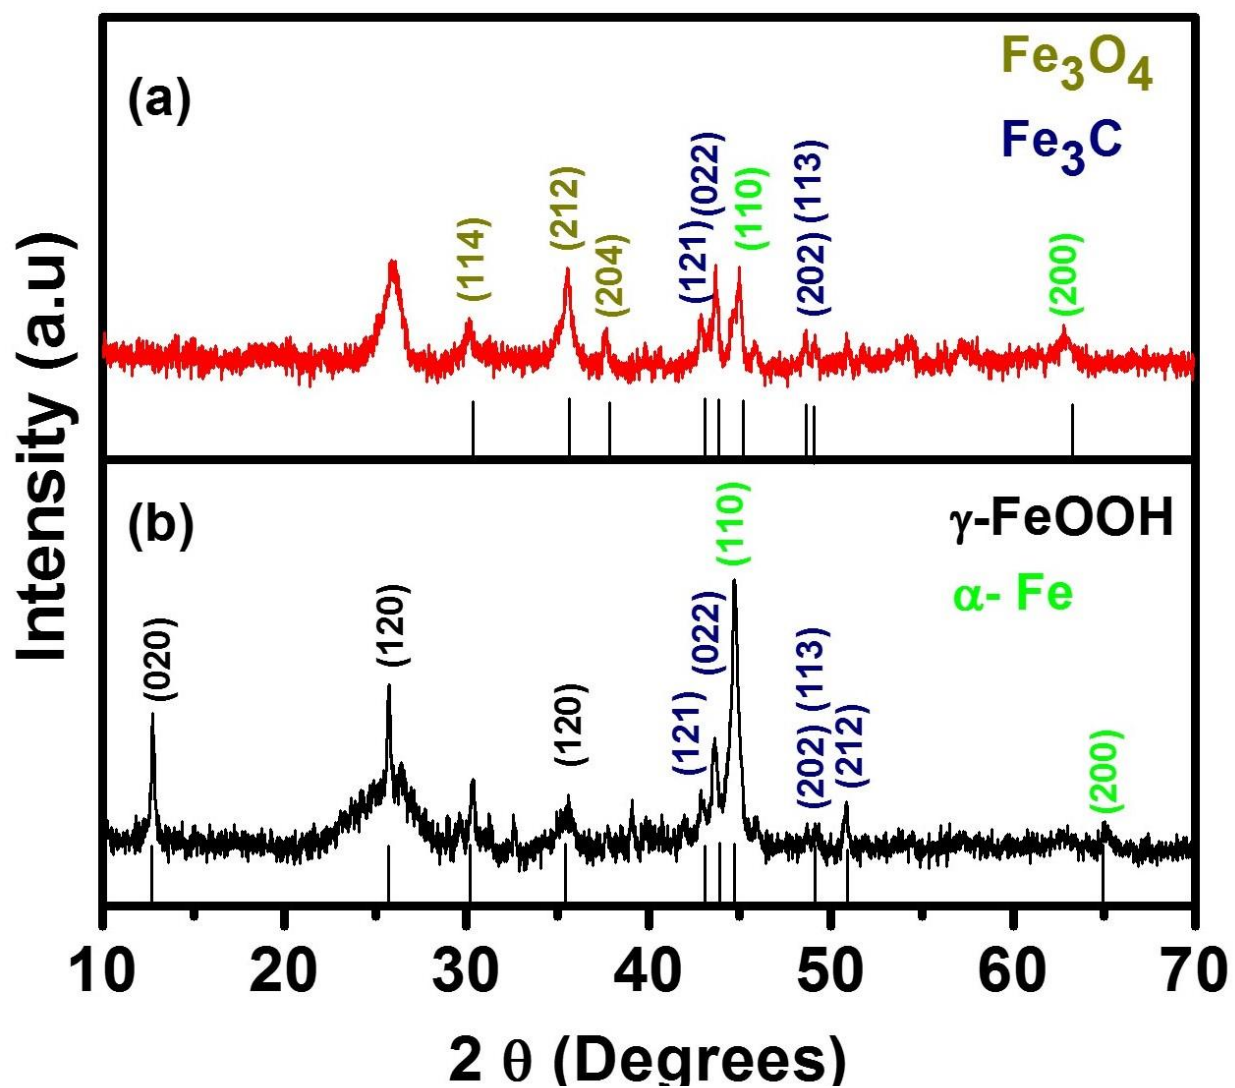 Fe3O4
(a)
Fe3C
(114)
(212)
(204)
(121)
(022)
(110)
(202) (113)
(200)
Intensity (a.u)
(b)
γ-FeOOH
α- Fe
(020)
(120)
(120)
(121)
(022)
(110)
(202) (113)
(212)
(200)
10 20 30 40 50 60 70
2 θ (Degrees)